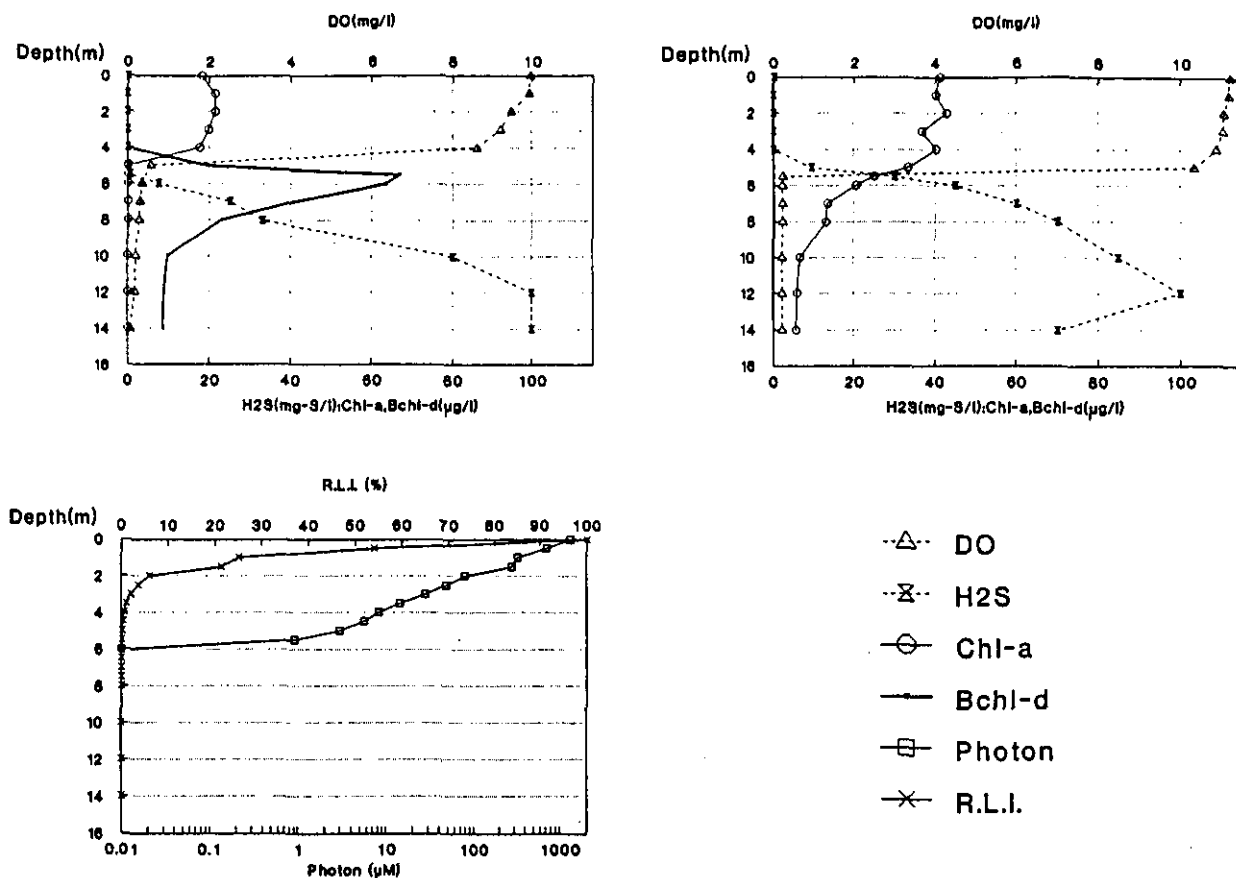 DO(mg/l)
Depth(m) 0 2 4 6 8 10
0
2
4
6
8
10
12
14
16
0 20 40 60 80 100
H2S(mg-S/l):Chl-a,Bchl-d(µg/l)
DO(mg/l)
Depth(m) 0 2 4 6 8 10
0
2
4
6
8
10
12
14
16
0 20 40 60 80 100
H2S(mg-S/l):Chl-a,Bchl-d(µg/l)
R.L.I. (%)
Depth(m) 0 10 20 30 40 50 60 70 80 90 100
0
2
4
6
8
10
12
14
16
0.01 0.1 1 10 100 1000
Photon (µM)
DO
H2S
Chl-a
Bchl-d
Photon
R.L.I.